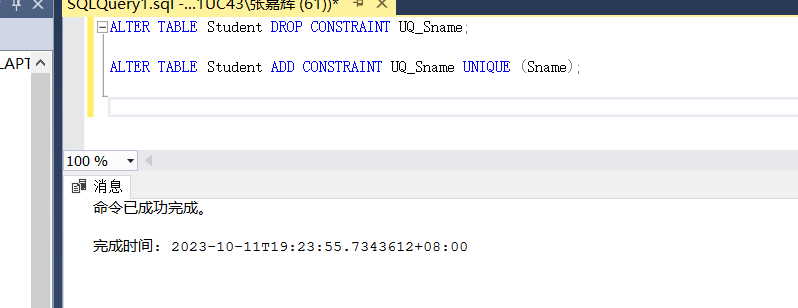 SQLQuery1.sql -...1UC43\张嘉辉 (61))*
LAPT
ALTER TABLE Student DROP CONSTRAINT UQ_Sname;
ALTER TABLE Student ADD CONSTRAINT UQ_Sname UNIQUE (Sname);
100 %
消息
命令已成功完成。
完成时间: 2023-10-11T19:23:55.7343612+08:00